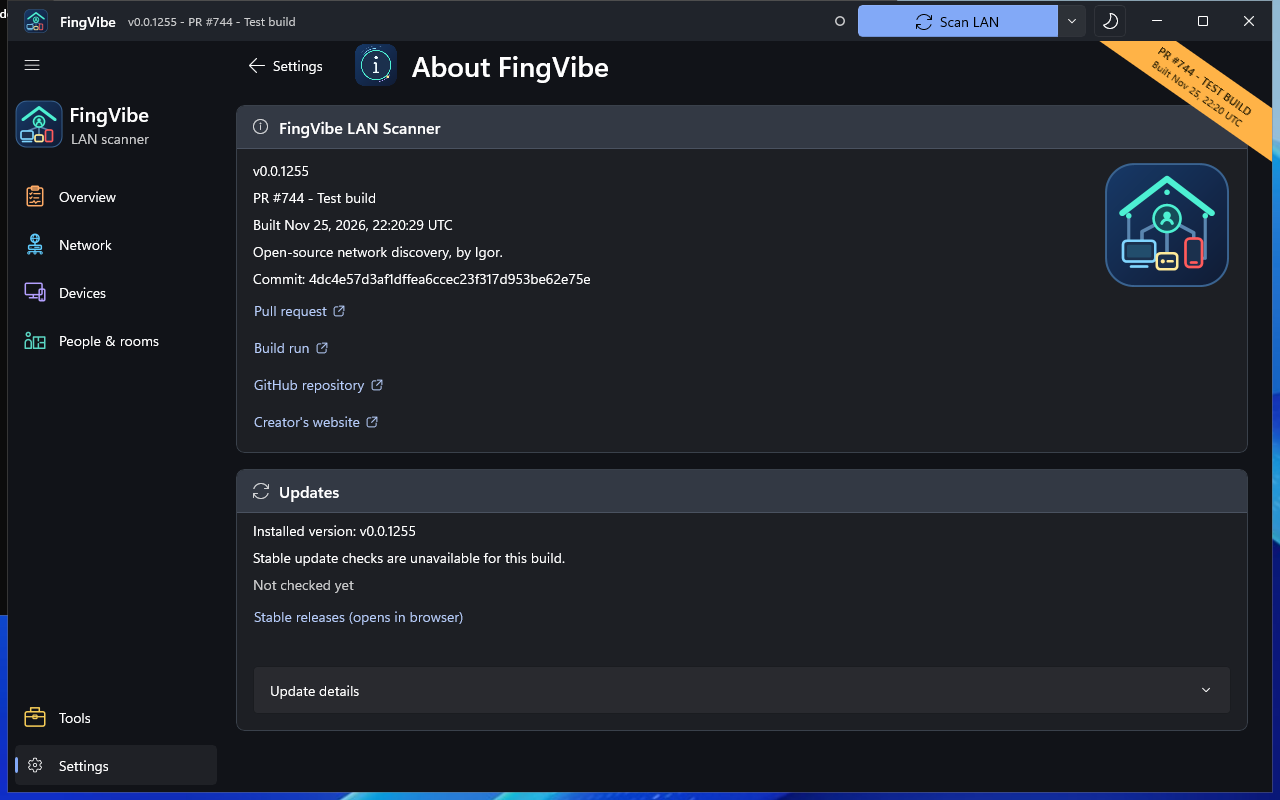 FingVibe
v0.0.1255 - PR #744 - Test build
Scan LAN
PR #744 - TEST BUILD
Built Nov 25, 22:20 UTC
Settings
About FingVibe
FingVibe
LAN scanner
Overview
Network
Devices
People & rooms
Tools
Settings
FingVibe LAN Scanner
v0.0.1255
PR #744 - Test build
Built Nov 25, 2026, 22:20:29 UTC
Open-source network discovery, by Igor.
Commit: 4dc4e57d3af1dffea6ccec23f317d953be62e75e
Pull request
Build run
GitHub repository
Creator's website
Updates
Installed version: v0.0.1255
Stable update checks are unavailable for this build.
Not checked yet
Stable releases (opens in browser)
Update details